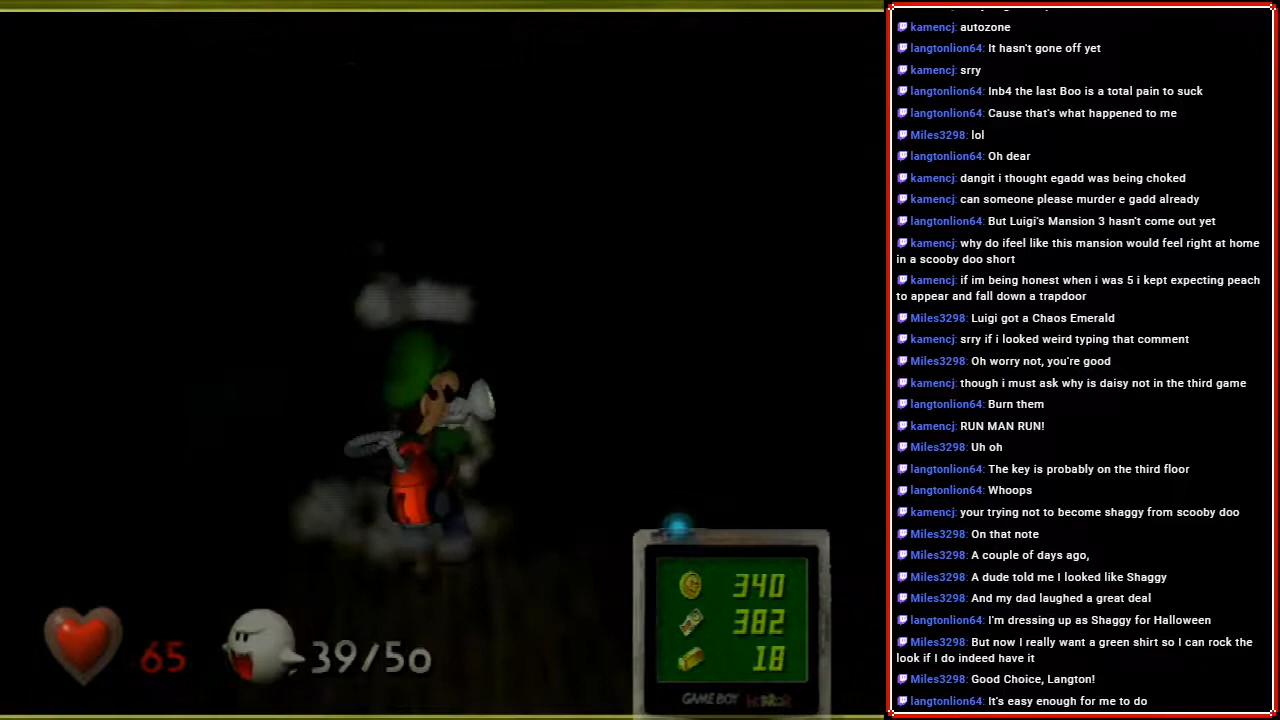 kamencj: autozone
langtonlion64: It hasn't gone off yet
kamencj: srry
langtonlion64: Inb4 the last Boo is a total pain to suck
langtonlion64: Cause that's what happened to me
Miles3298: lol
langtonlion64: Oh dear
kamencj: dangit i thought egadd was being choked
kamencj: can someone please murder e gadd already
langtonlion64: But Luigi's Mansion 3 hasn't come out yet
kamencj: why do ifeel like this mansion would feel right at home
in a scooby doo short
kamencj: if im being honest when i was 5 i kept expecting peach
to appear and fall down a trapdoor
Miles3298: Luigi got a Chaos Emerald
kamencj: srry if i looked weird typing that comment
Miles3298: Oh worry not, you're good
kamencj: though i must ask why is daisy not in the third game
langtonlion64: Burn them
kamencj: RUN MAN RUN!
Miles3298: Uh oh
langtonlion64: The key is probably on the third floor
langtonlion64: Whoops
kamencj: your trying not to become shaggy from scooby doo
Miles3298: On that note
Miles3298: A couple of days ago,
Miles3298: A dude told me I looked like Shaggy
Miles3298: And my dad laughed a great deal
langtonlion64: I'm dressing up as Shaggy for Halloween
Miles3298: But now I really want a green shirt so I can rock the
look if I do indeed have it
Miles3298: Good Choice, Langton!
langtonlion64: It's easy enough for me to do
340
382
18
GAME BOY HORROR
65
39/50